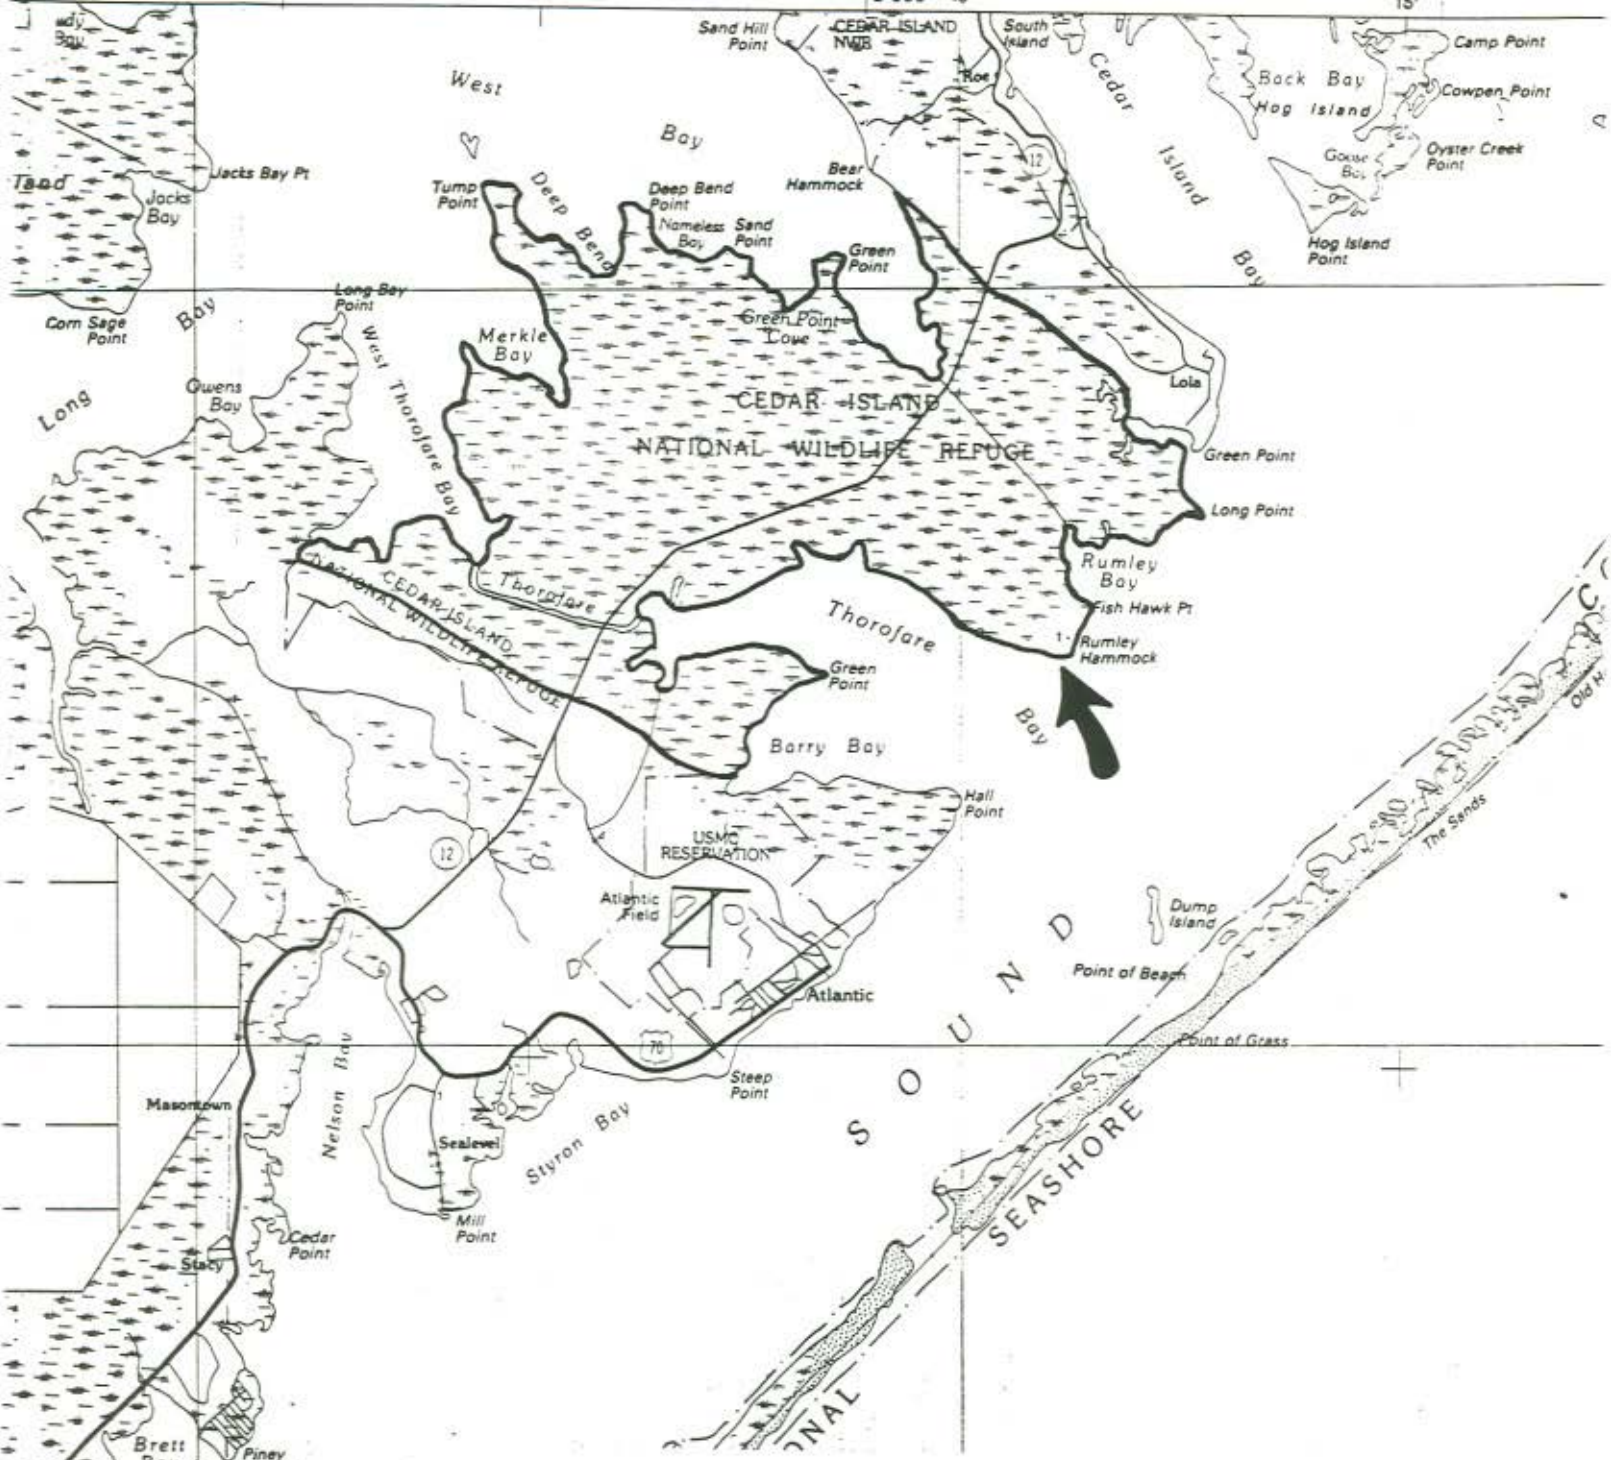 15'
Sand Hill
Point
CEDAR ISLAND
NWR
South
Island
Camp Point
Bay
West
Roe
Cedar
Back Bay
Cowpen Point
Hog Island
Bay
12
Island
Oyster Creek
Point
Goose
Bay
Jacks Bay Pt
Jacks
Bay
Bear
Hammock
Tump
Point
Deep
Bend
Deep Bend
Point
Nameless
Bay
Sand
Point
Green
Point
Hog Island
Point
Bay
Long Bay
Point
Corn Sage
Point
Bay
Green Point
Cove
Merkle
Bay
West Thorofare Bay
Owens
Bay
Long
Lola
CEDAR ISLAND
NATIONAL WILDLIFE REFUGE
Green Point
Long Point
Rumley
Bay
CEDAR ISLAND
NATIONAL WILDLIFE REFUGE
Thorofare
Thorofare
Fish Hawk Pt
Rumley
Hammock
Green
Point
Bay
Barry Bay
Old H
Hall
Point
The Sands
USMC
RESERVATION
12
Atlantic
Field
Dump
Island
Point of Beach
Atlantic
SOUND
Point of Grass
70
Steep
Point
Nelson Bay
Masontown
Styron Bay
Sealevel
SEASHORE
Mill
Point
Cedar
Point
Stacy
ONAL
Brett
Piney